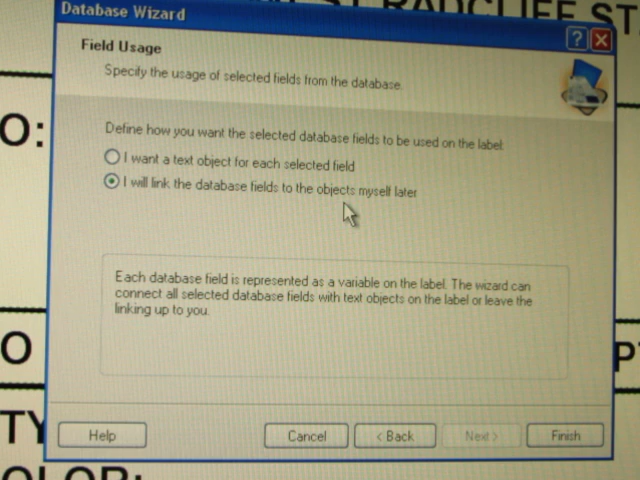 RADCLIFF ST.
Database Wizard
Field Usage
Specify the usage of selected fields from the database.
O:
Define how you want the selected database fields to be used on the label:
I want a text object for each selected field
I will link the database fields to the objects myself later
Each database field is represented as a variable on the label. The wizard can
connect all selected database fields with text objects on the label or leave the
linking up to you.
O
PT
TY
Help
Cancel
< Back
Next >
Finish
OLOR: